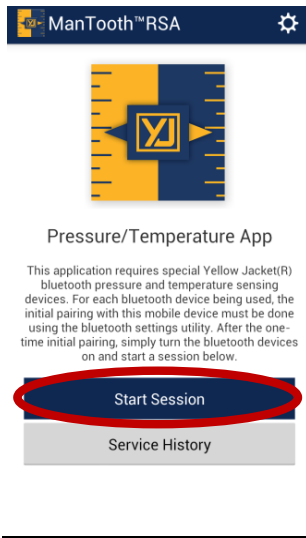 ManTooth™RSA
YJ
Pressure/Temperature App
This application requires special Yellow Jacket(R)
bluetooth pressure and temperature sensing
devices. For each bluetooth device being used, the
initial pairing with this mobile device must be done
using the bluetooth settings utility. After the one-
time initial pairing, simply turn the bluetooth devices
on and start a session below.
Start Session
Service History